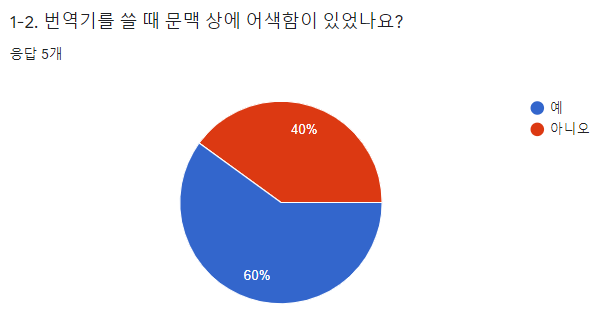 1-2. 번역기를 쓸 때 문맥 상에 어색함이 있었나요?
응답 5개
예
아니오
40%
60%